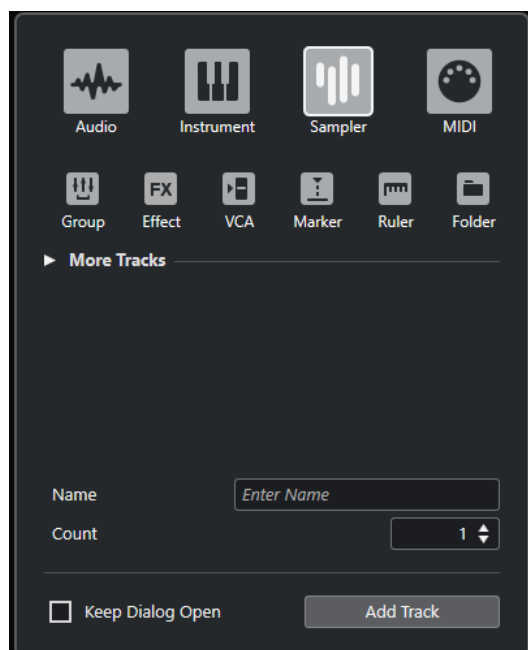 Audio Instrument Sampler MIDI
FX
Group Effect VCA Marker Ruler Folder
More Tracks
Name Enter Name
Count 1
Keep Dialog Open Add Track